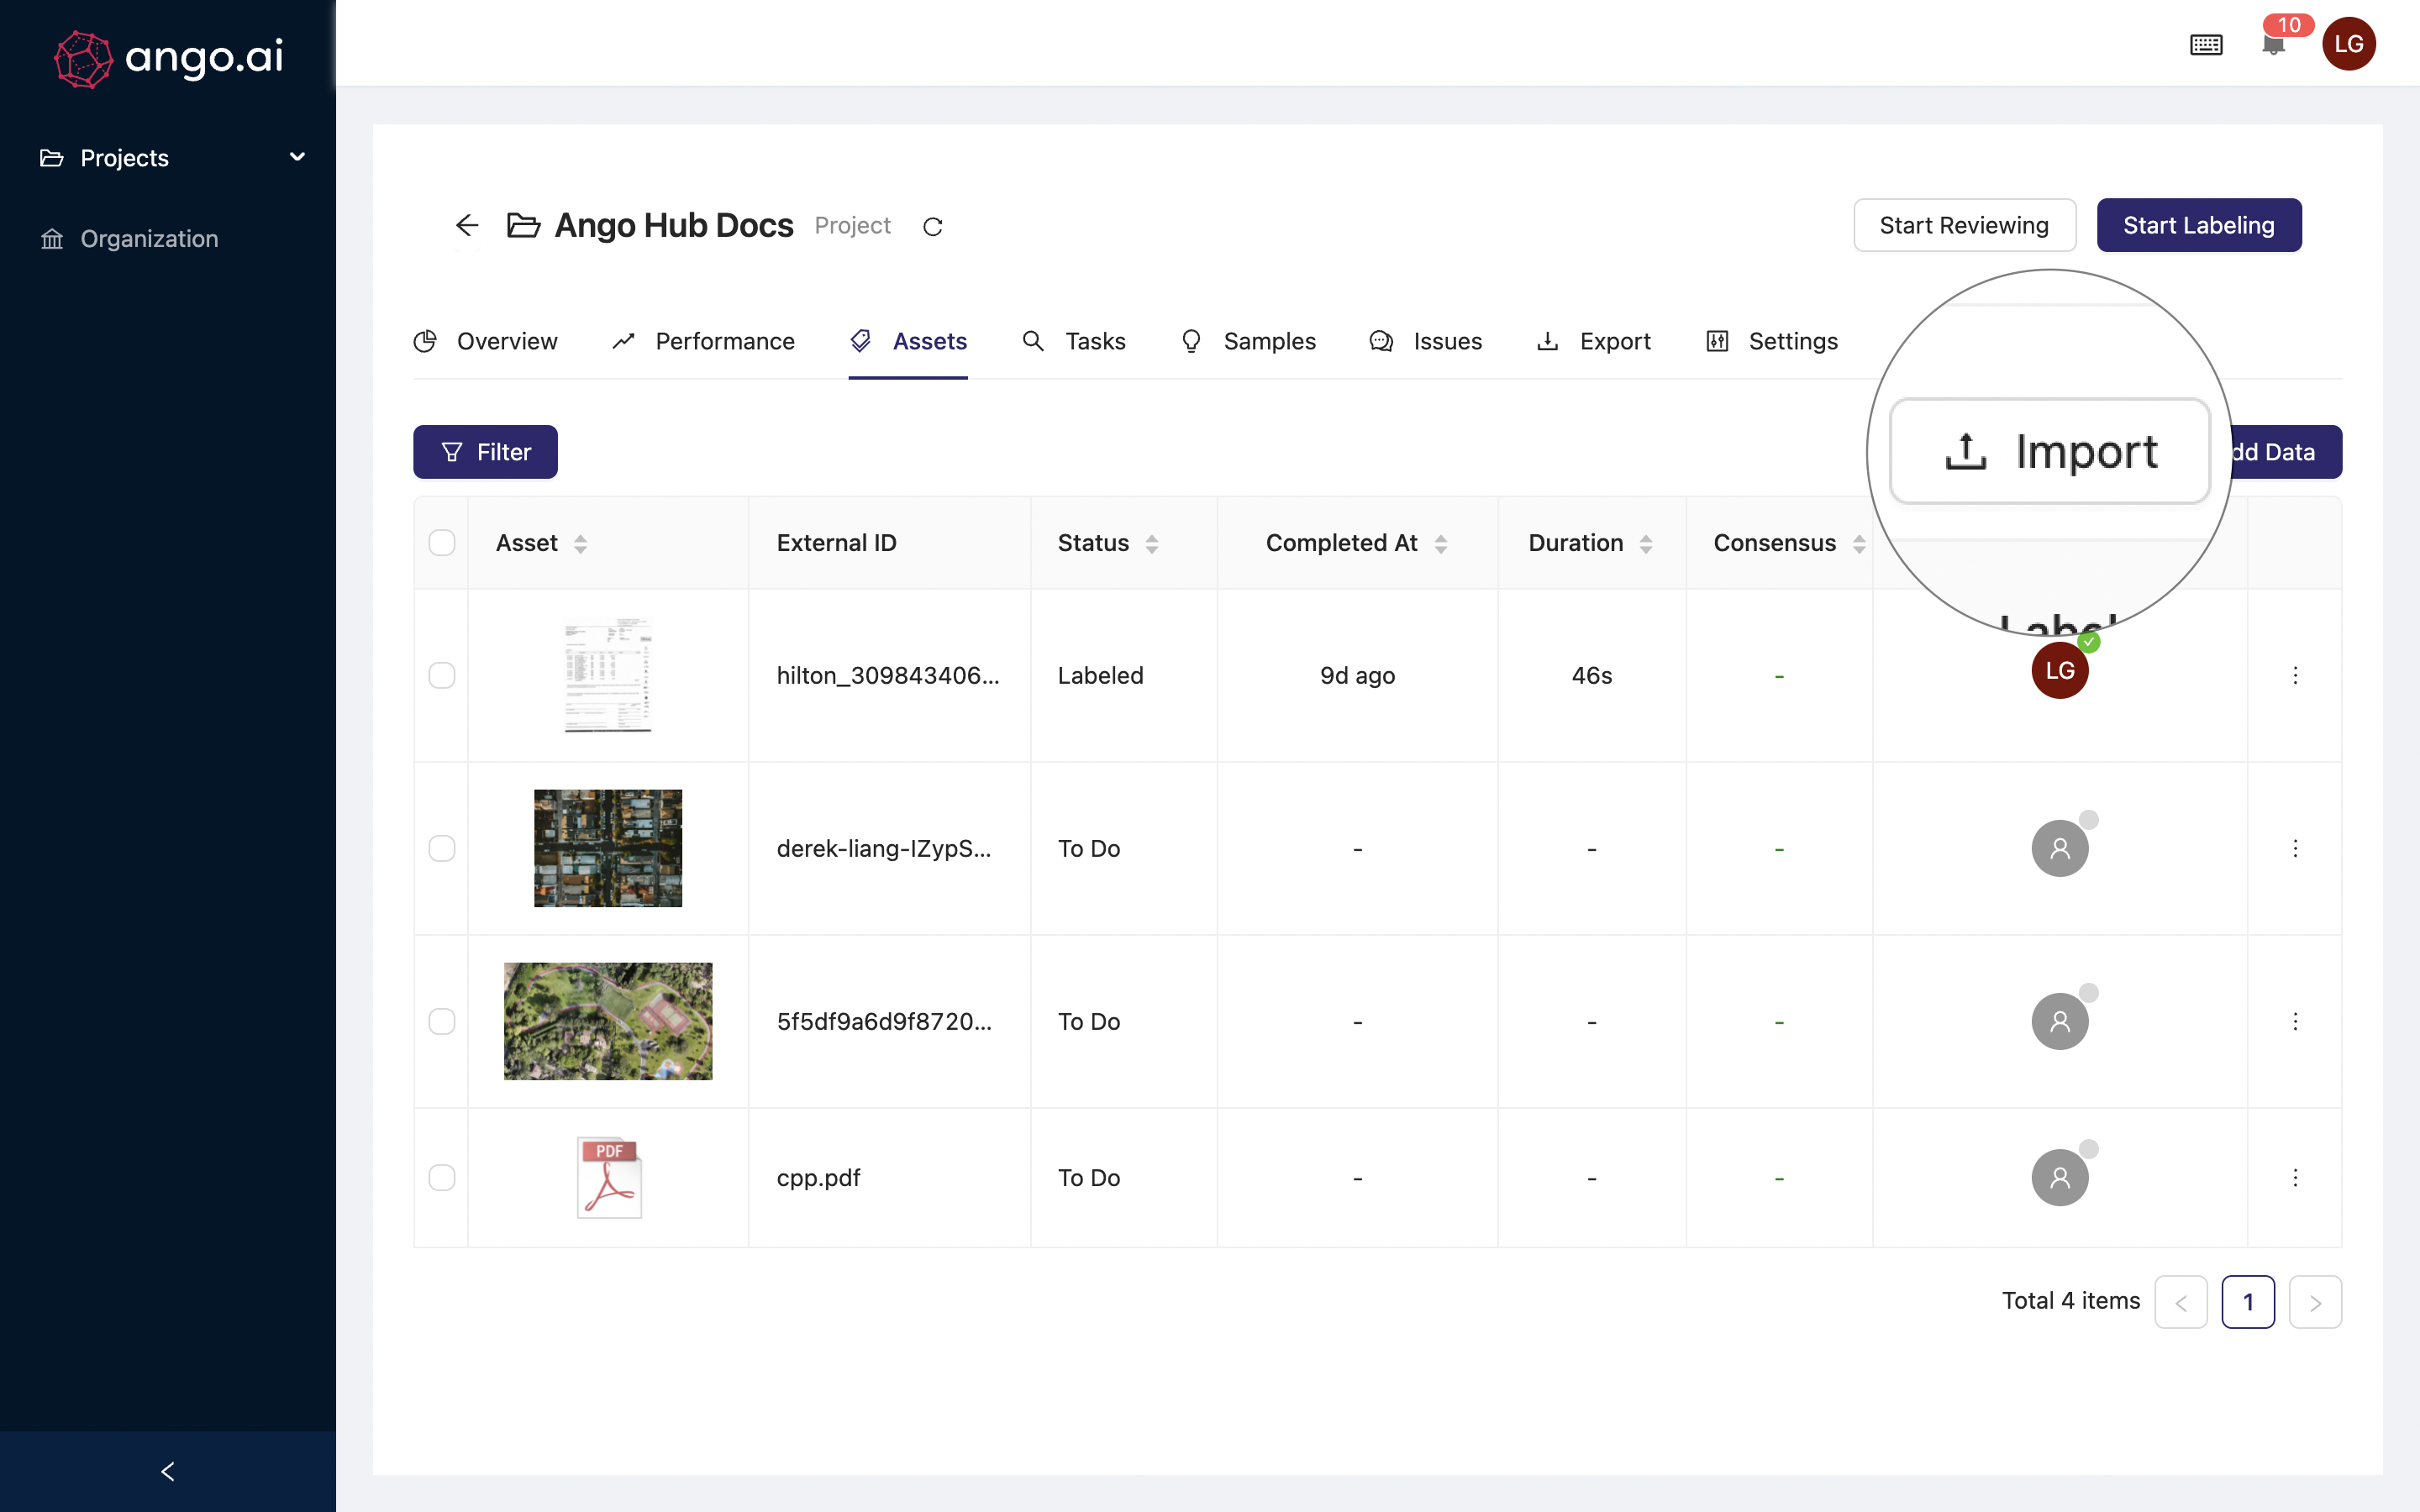 ango.ai
10
LG
Projects
Organization
Ango Hub Docs Project
Start Reviewing
Start Labeling
Overview
Performance
Assets
Tasks
Samples
Issues
Export
Settings
Filter
Import
Data
Asset
External ID
Status
Completed At
Duration
Consensus
hilton_309843406...
Labeled
9d ago
46s
-
LG
derek-liang-IZypS...
To Do
-
-
-
5f5df9a6d9f8720...
To Do
-
-
-
PDF
cpp.pdf
To Do
-
-
-
Total 4 items
<
1
>